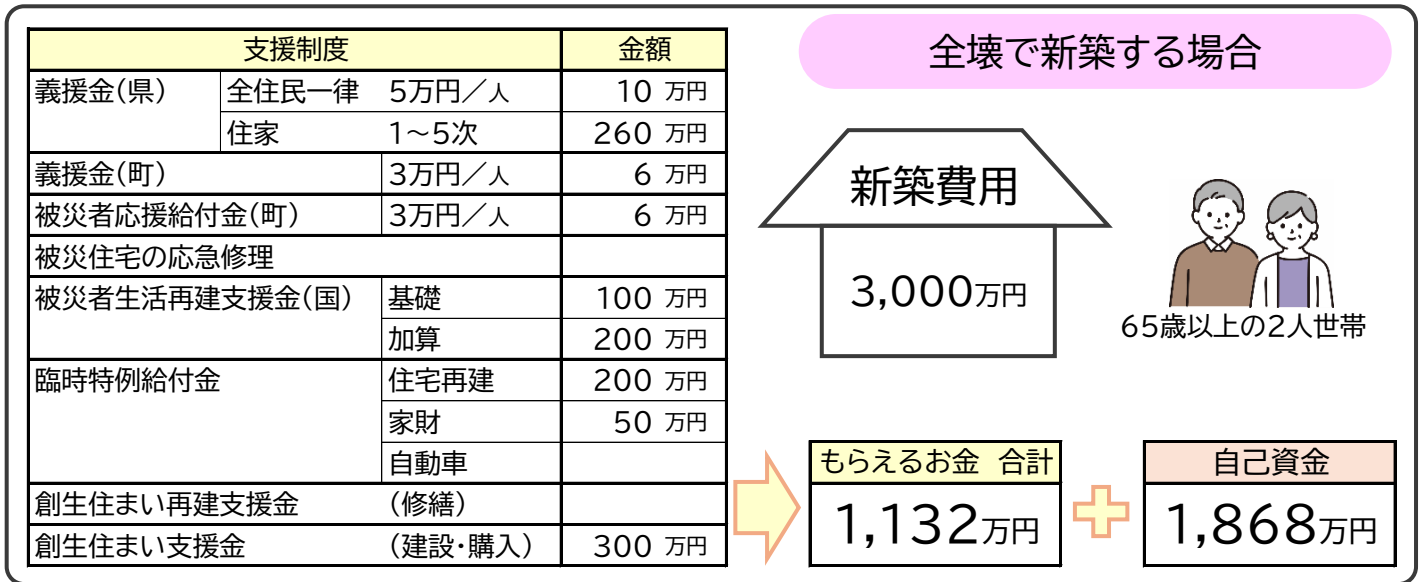 支援制度 金額
義援金(県) 全住民一律 5万円／人 10 万円
住家 1～5次 260 万円
義援金(町) 3万円／人 6 万円
被災者応援給付金(町) 3万円／人 6 万円
被災住宅の応急修理
被災者生活再建支援金(国) 基礎 100 万円
加算 200 万円
臨時特例給付金 住宅再建 200 万円
家財 50 万円
自動車
創生住まい再建支援金 (修繕)
創生住まい支援金 (建設・購入) 300 万円
全壊で新築する場合
新築費用
3,000万円
65歳以上の2人世帯
もらえるお金 合計
1,132万円
自己資金
1,868万円